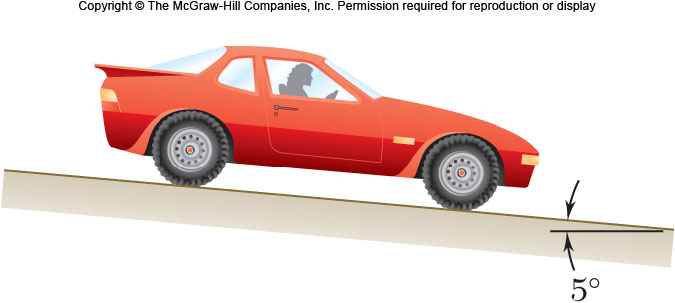 Copyright © The McGraw-Hill Companies, Inc. Permission required for reproduction or display
5°